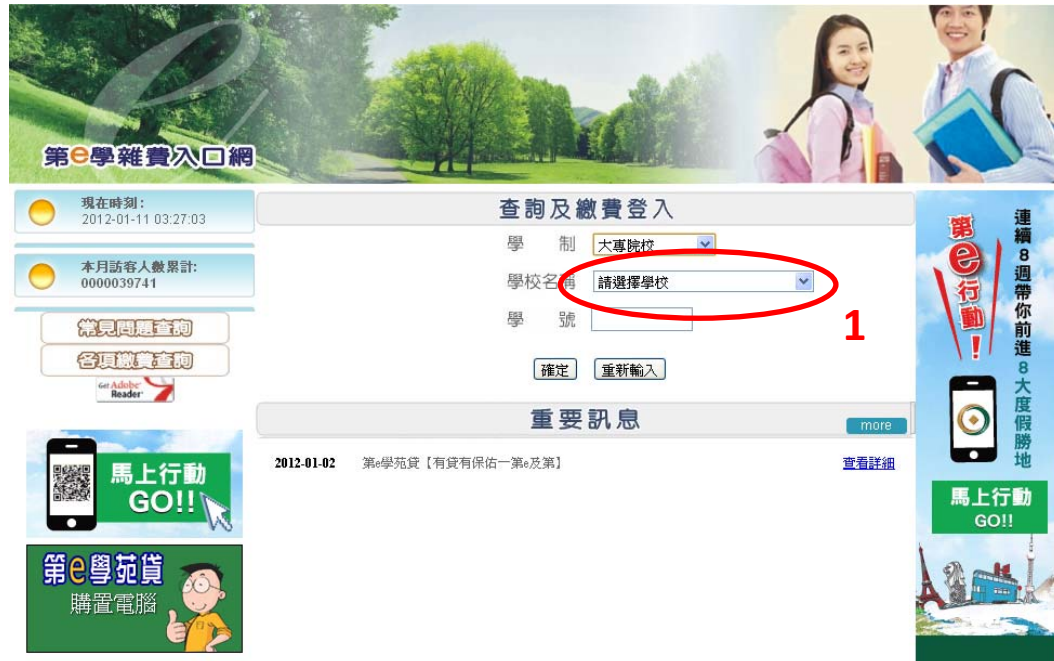 第e學雜費入口網
現在時刻：
2012-01-11 03:27:03
本月訪客人數累計:
0000039741
常見問題查詢
各項繳費查詢
Get Adobe
Reader
馬上行動
GO!!
第e學苑貸
購置電腦
查詢及繳費登入
學 制 大專院校
學校名稱 請選擇學校
1
學 號
確定 重新輸入
重要訊息
more
2012-01-02 第e學苑貸【有貸有保佑一第e及第】 查看詳細
第e行動！
連續8週帶你前進8大度假勝地
馬上行動
GO!!